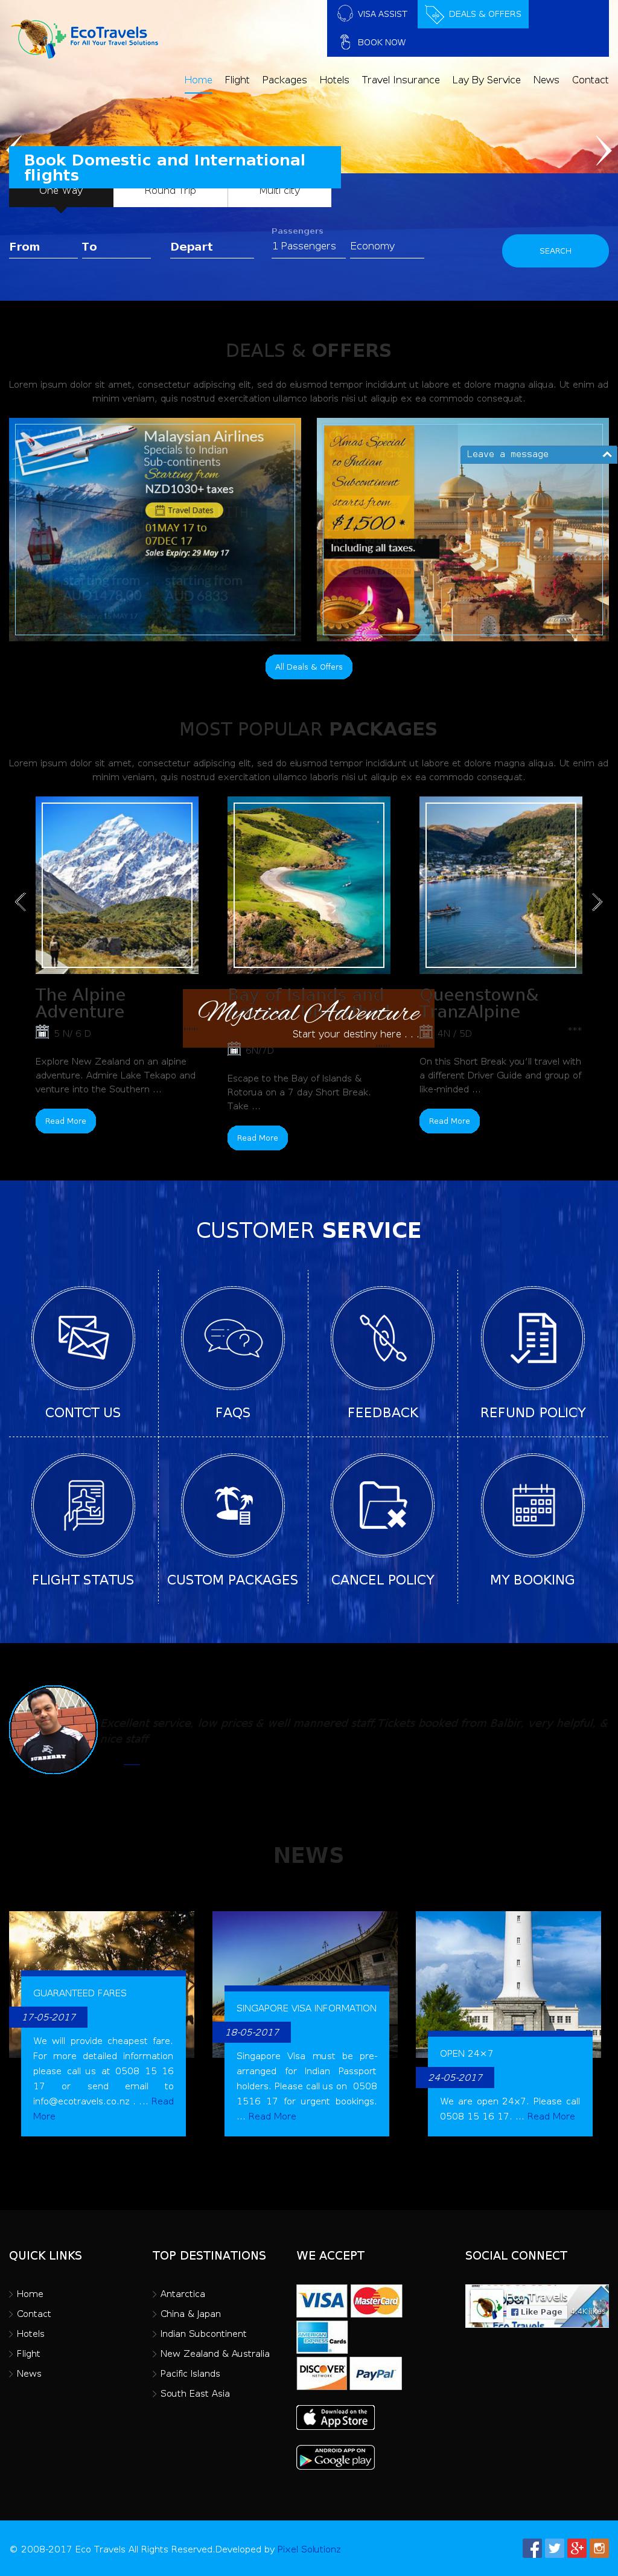 EcoTravels
For All Your Travel Solutions
VISA ASSIST
DEALS & OFFERS
BOOK NOW
Home Flight Packages Hotels Travel Insurance Lay By Service News Contact
Book Domestic and International
flights
One Way Round Trip Multi city
Passengers
From To Depart 1 Passengers Economy
SEARCH
DEALS & OFFERS
Lorem ipsum dolor sit amet, consectetur adipiscing elit, sed do eiusmod tempor incididunt ut labore et dolore magna aliqua. Ut enim ad
minim veniam, quis nostrud exercitation ullamco laboris nisi ut aliquip ex ea commodo consequat.
Malaysian Airlines
Specials to Indian
Sub-continents
Starting from
NZD1030+ taxes
Travel Dates
01MAY 17 to
07DEC 17
Sales Expiry: 29 May 17
starting from
AUD1478.00
starting from
AUD 6833
Xmas Special
to Indian
Subcontinent
starts from
$1,500*
Including all taxes.
Leave a message
All Deals & Offers
MOST POPULAR PACKAGES
Lorem ipsum dolor sit amet, consectetur adipiscing elit, sed do eiusmod tempor incididunt ut labore et dolore magna aliqua. Ut enim ad
minim veniam, quis nostrud exercitation ullamco laboris nisi ut aliquip ex ea commodo consequat.
The Alpine
Adventure
5 N/ 6 D
Explore New Zealand on an alpine
adventure. Admire Lake Tekapo and
venture into the Southern ...
Read More
Bay of Islands and
Mystical Adventure
Start your destiny here . . .
6N/7D
Escape to the Bay of Islands &
Rotorua on a 7 day Short Break.
Take ...
Read More
Queenstown&
TranzAlpine
4N / 5D
On this Short Break you'll travel with
a different Driver Guide and group of
like-minded ...
Read More
CUSTOMER SERVICE
CONTCT US
FAQS
FEEDBACK
REFUND POLICY
FLIGHT STATUS
CUSTOM PACKAGES
CANCEL POLICY
MY BOOKING
Excellent service, low prices & well mannered staff.Tickets booked from Balbir, very helpful, &
nice staff
NEWS
GUARANTEED FARES
17-05-2017
We will provide cheapest fare.
For more detailed information
please call us at 0508 15 16
17 or send email to
info@ecotravels.co.nz . ... Read
More
SINGAPORE VISA INFORMATION
18-05-2017
Singapore Visa must be pre-
arranged for Indian Passport
holders. Please call us on 0508
1516 17 for urgent bookings.
... Read More
OPEN 24×7
24-05-2017
We are open 24x7. Please call
0508 15 16 17. ... Read More
QUICK LINKS
Home
Contact
Hotels
Flight
News
TOP DESTINATIONS
Antarctica
China & Japan
Indian Subcontinent
New Zealand & Australia
Pacific Islands
South East Asia
WE ACCEPT
VISA
MasterCard
AMERICAN EXPRESS
Cards
DISCOVER
NETWORK
PayPal
Download on the
App Store
ANDROID APP ON
Google play
SOCIAL CONNECT
Eco Travels
Like Page
Eco Travels
© 2008-2017 Eco Travels All Rights Reserved.Developed by Pixel Solutionz